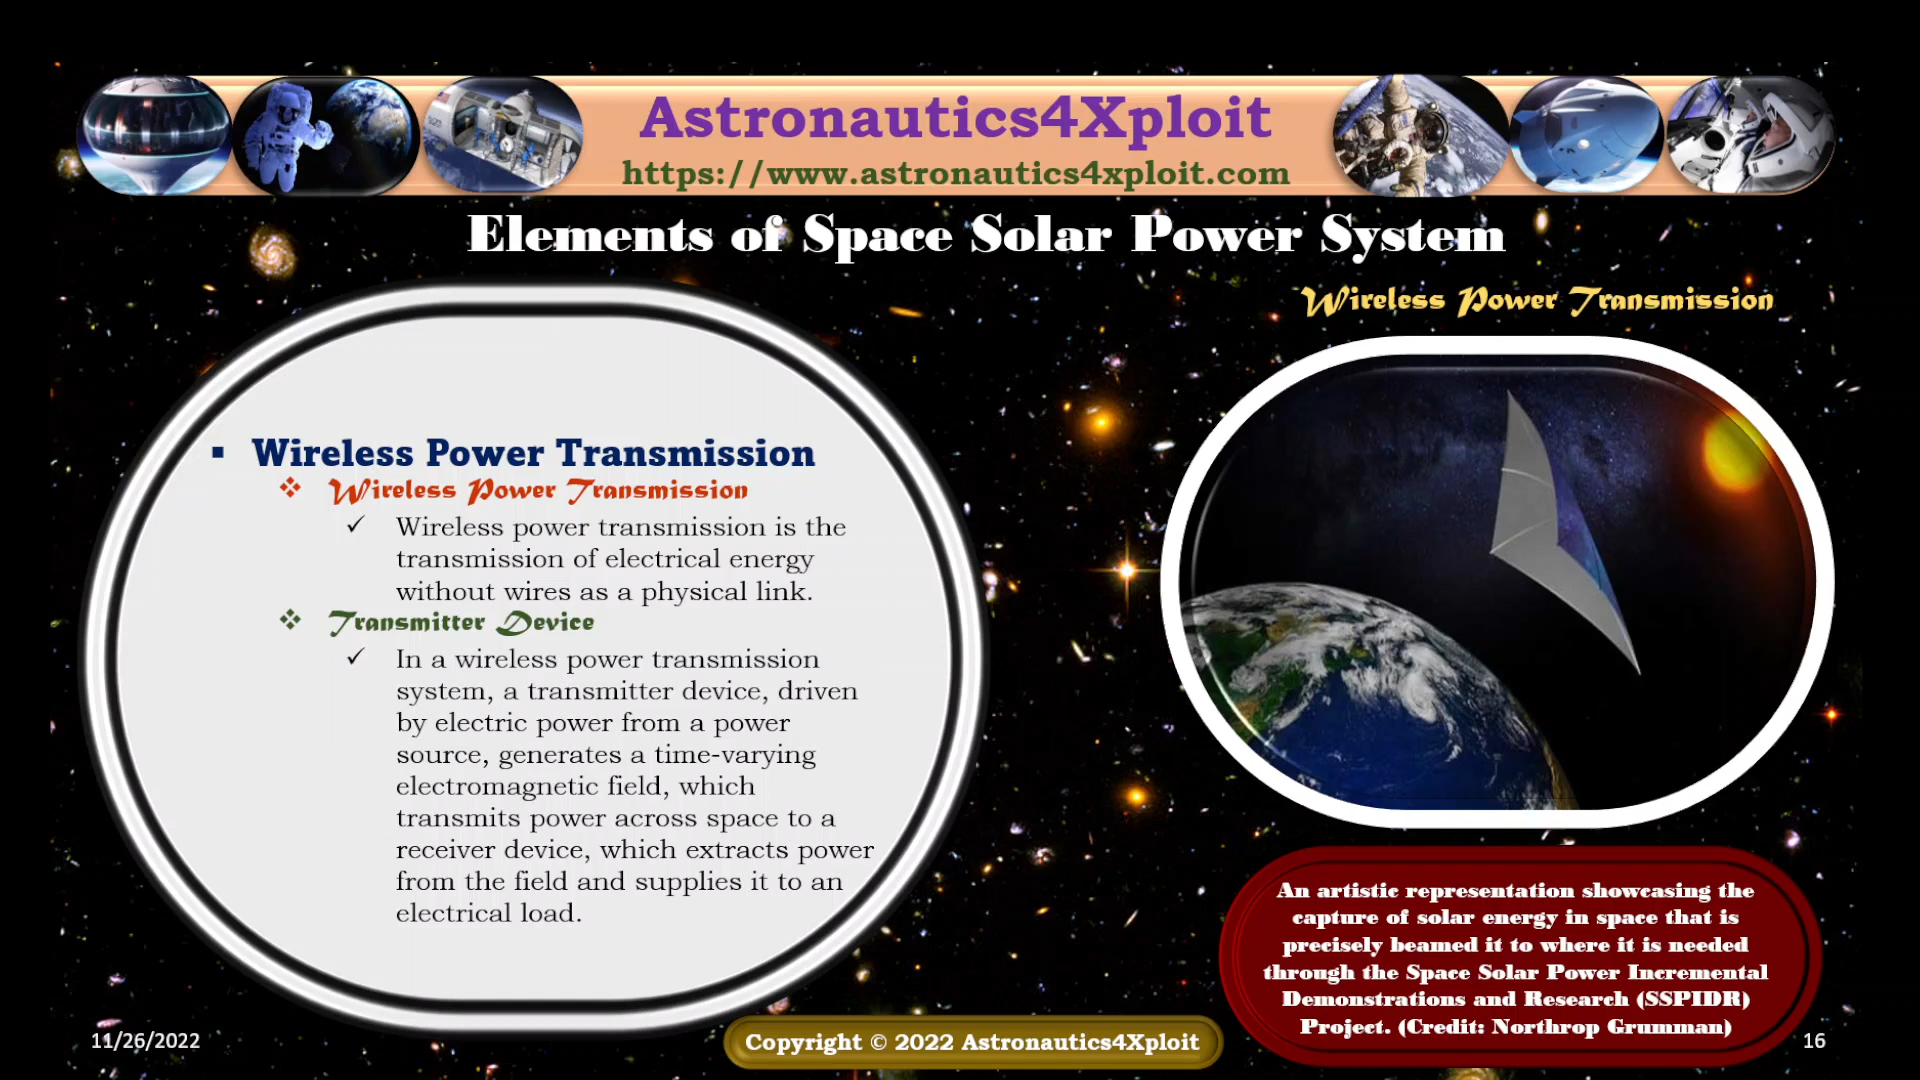 Astronautics4Xploit
https://www.astronautics4xploit.com
Elements of Space Solar Power System
Wireless Power Transmission
▪ Wireless Power Transmission
❖ Wireless Power Transmission
✓ Wireless power transmission is the
transmission of electrical energy
without wires as a physical link.
❖ Transmitter Device
✓ In a wireless power transmission
system, a transmitter device, driven
by electric power from a power
source, generates a time-varying
electromagnetic field, which
transmits power across space to a
receiver device, which extracts power
from the field and supplies it to an
electrical load.
An artistic representation showcasing the
capture of solar energy in space that is
precisely beamed it to where it is needed
through the Space Solar Power Incremental
Demonstrations and Research (SSPIDR)
Project. (Credit: Northrop Grumman)
11/26/2022
Copyright © 2022 Astronautics4Xploit
16